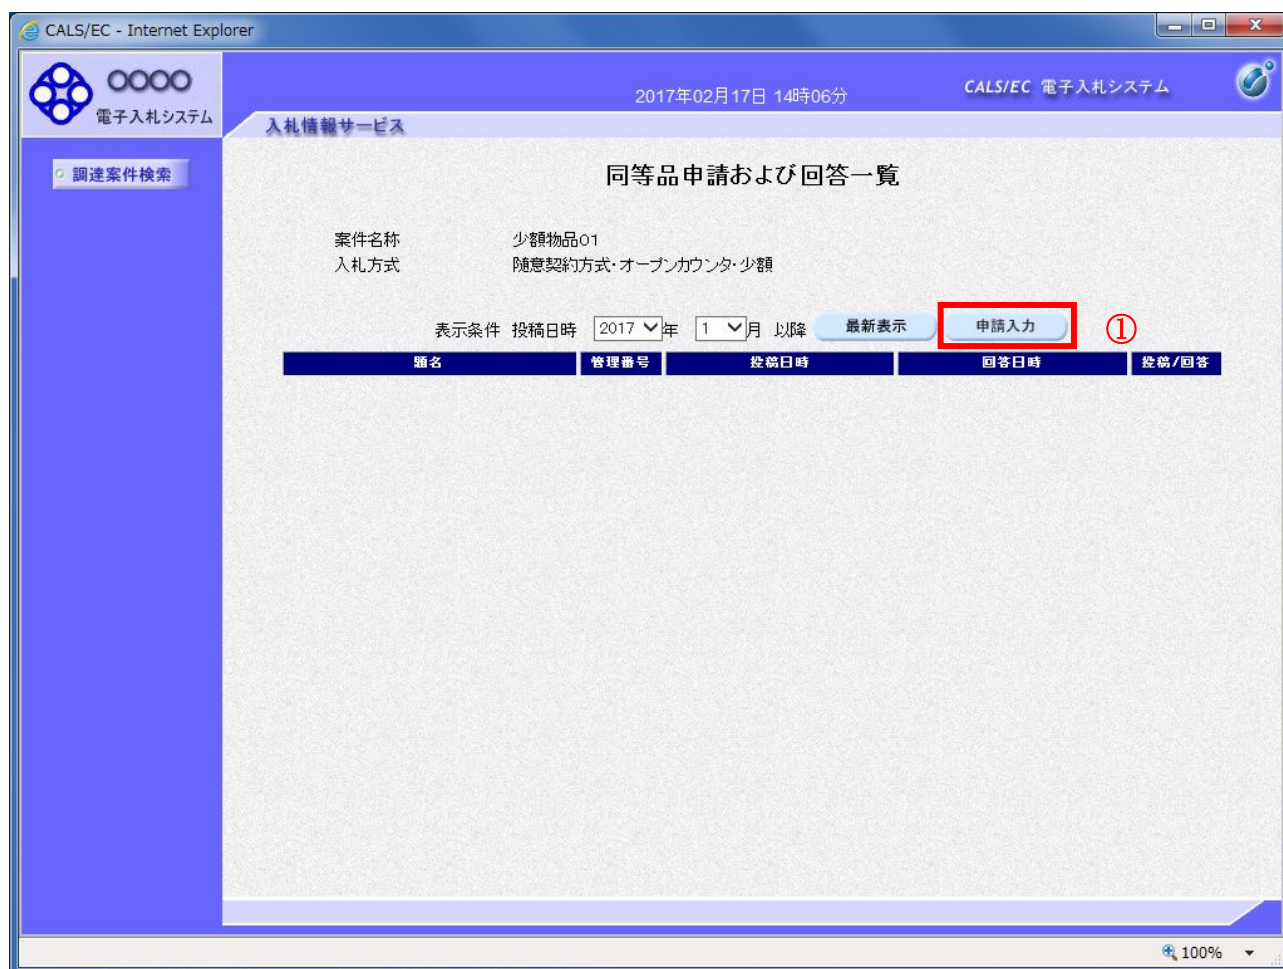 CALS/EC - Internet Explorer
〇〇〇〇
電子入札システム
2017年02月17日 14時06分
CALS/EC 電子入札システム
入札情報サービス
調達案件検索
同等品申請および回答一覧
案件名称 少額物品01
入札方式 随意契約方式・オープンカウンタ・少額
表示条件 投稿日時 2017 年 1 月 以降 最新表示 申請入力 ①
題名 管理番号 投稿日時 回答日時 投稿/回答
100%